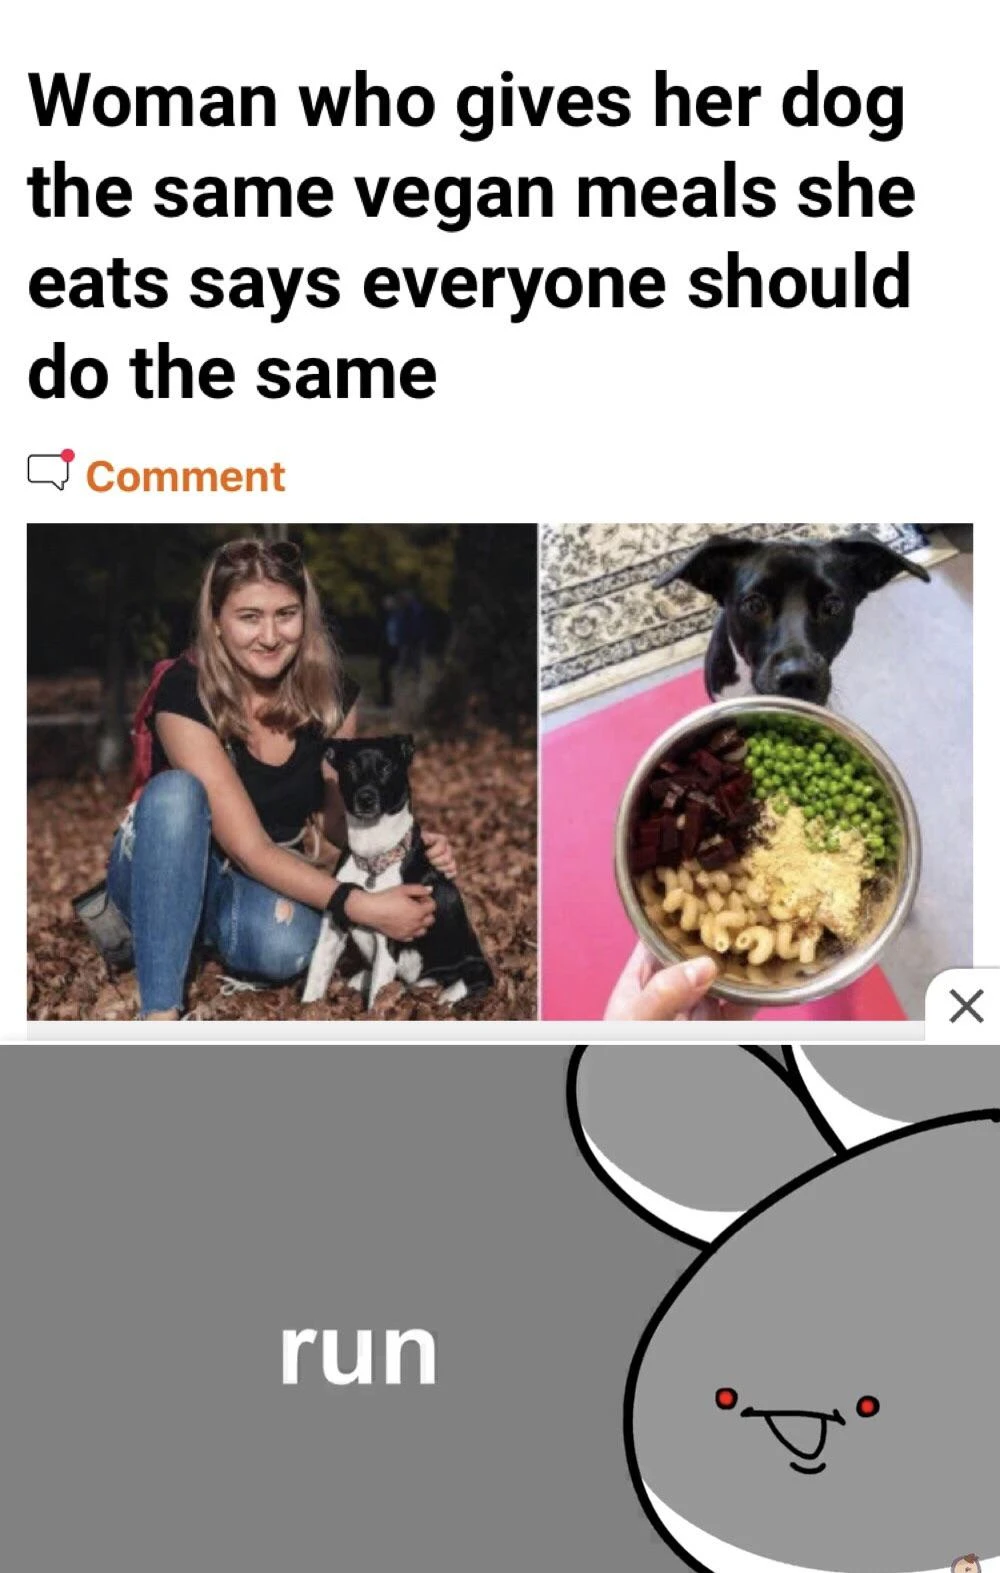 Woman who gives her dog
the same vegan meals she
eats says everyone should
do the same
Comment
run